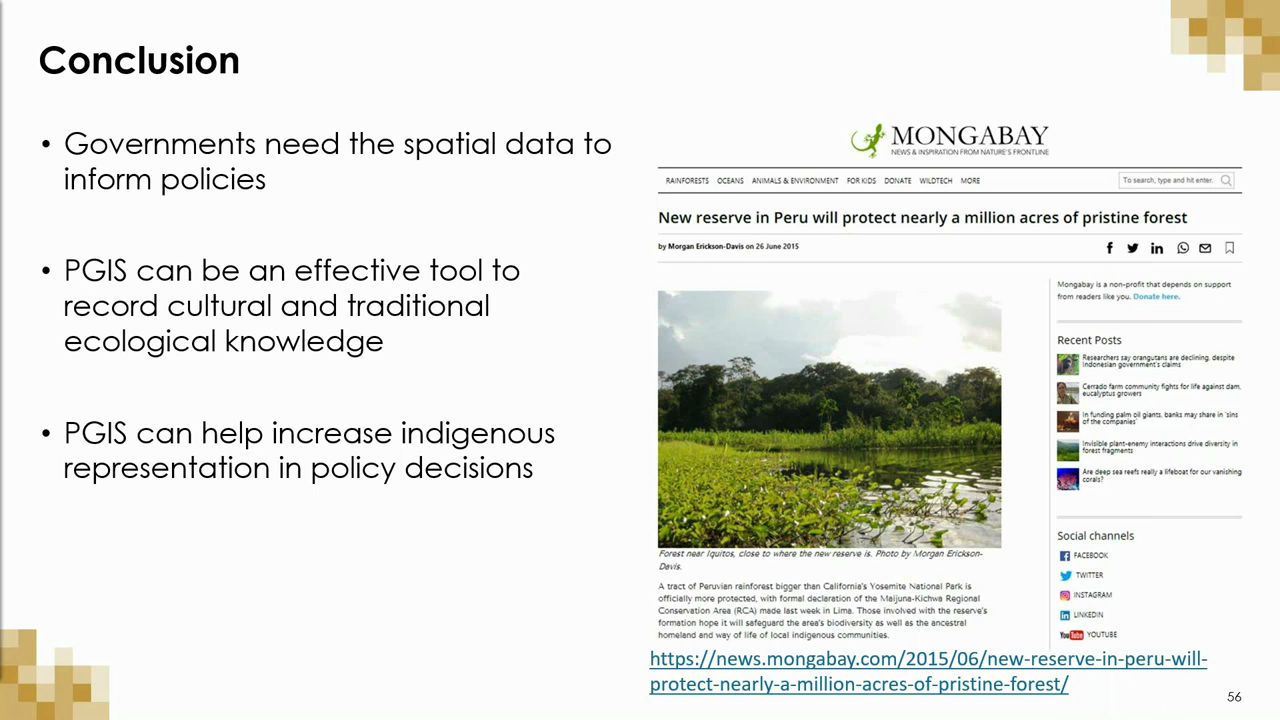 Conclusion
• Governments need the spatial data to
inform policies
• PGIS can be an effective tool to
record cultural and traditional
ecological knowledge
• PGIS can help increase indigenous
representation in policy decisions
MONGABAY
NEWS & INSPIRATION FROM NATURE'S FRONTLINE
RAINFORESTS OCEANS ANIMALS & ENVIRONMENT FOR KIDS DONATE WILDTECH MORE
To search, type and hit enter.
New reserve in Peru will protect nearly a million acres of pristine forest
by Morgan Erickson-Davis on 26 June 2015
Forest near Iquitos, close to where the new reserve is. Photo by Morgan Erickson-
Davis.
A tract of Peruvian rainforest bigger than California's Yosemite National Park is
officially more protected, with formal declaration of the Maijuna-Kichwa Regional
Conservation Area (RCA) made last week in Lima. Those involved with the reserve's
formation hope it will safeguard the area's biodiversity as well as the ancestral
homeland and way of life of local indigenous communities.
Mongabay is a non-profit that depends on support
from readers like you. Donate here.
Recent Posts
Researchers say orangutans are declining, despite
Indonesian government's claims
Cerrado farm community fights for life against dam,
eucalyptus growers
In funding palm oil giants, banks may share in 'sins
of the companies'
Invisible plant-enemy interactions drive diversity in
forest fragments
Are deep sea reefs really a lifeboat for our vanishing
corals?
Social channels
FACEBOOK
TWITTER
INSTAGRAM
LINKEDIN
YouTube YOUTUBE
https://news.mongabay.com/2015/06/new-reserve-in-peru-will-
protect-nearly-a-million-acres-of-pristine-forest/
56